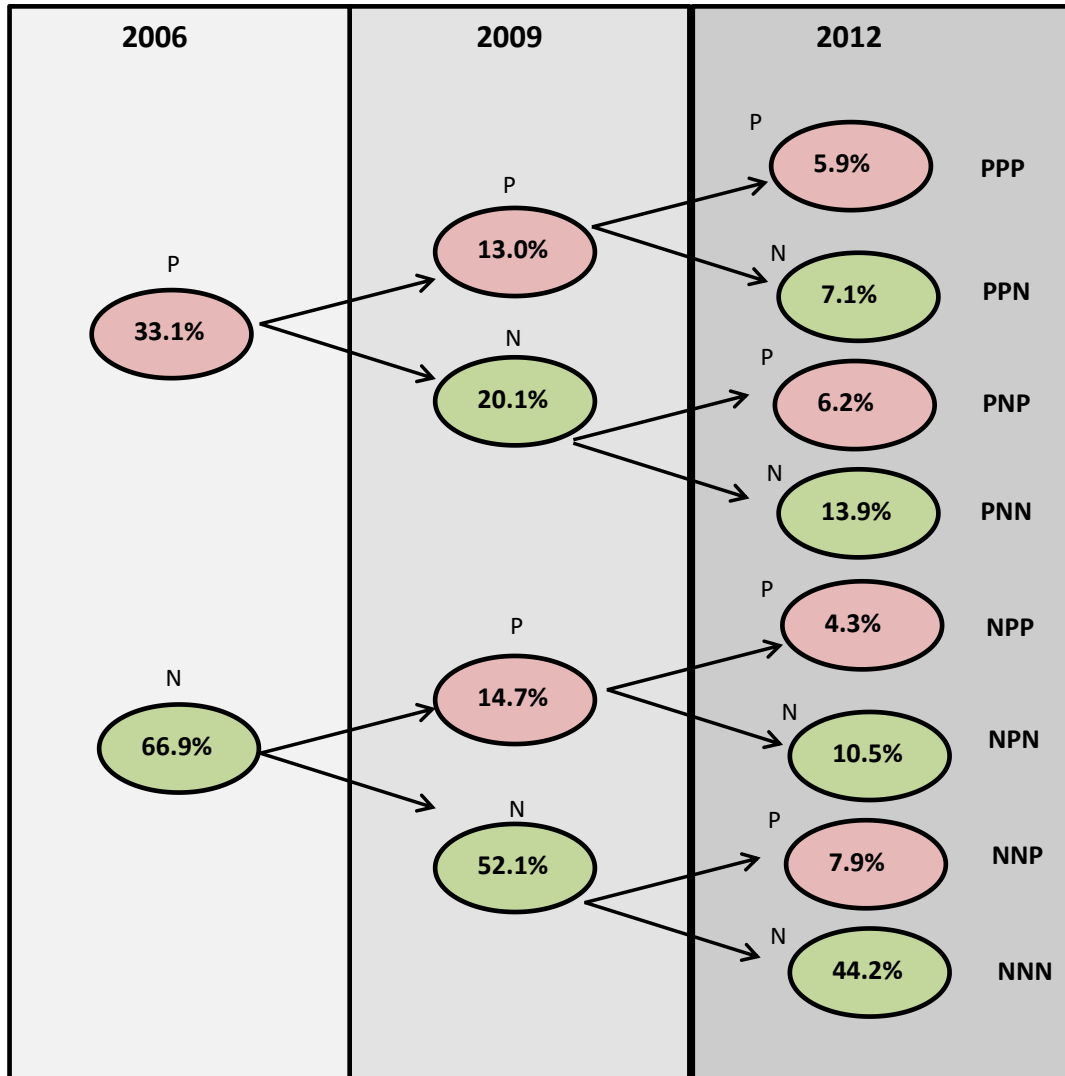 2006
2009
2012
P
33.1%
N
66.9%
P
13.0%
N
20.1%
P
14.7%
N
52.1%
P
5.9%
PPP
N
7.1%
PPN
P
6.2%
PNP
N
13.9%
PNN
P
4.3%
NPP
N
10.5%
NPN
P
7.9%
NNP
N
44.2%
NNN